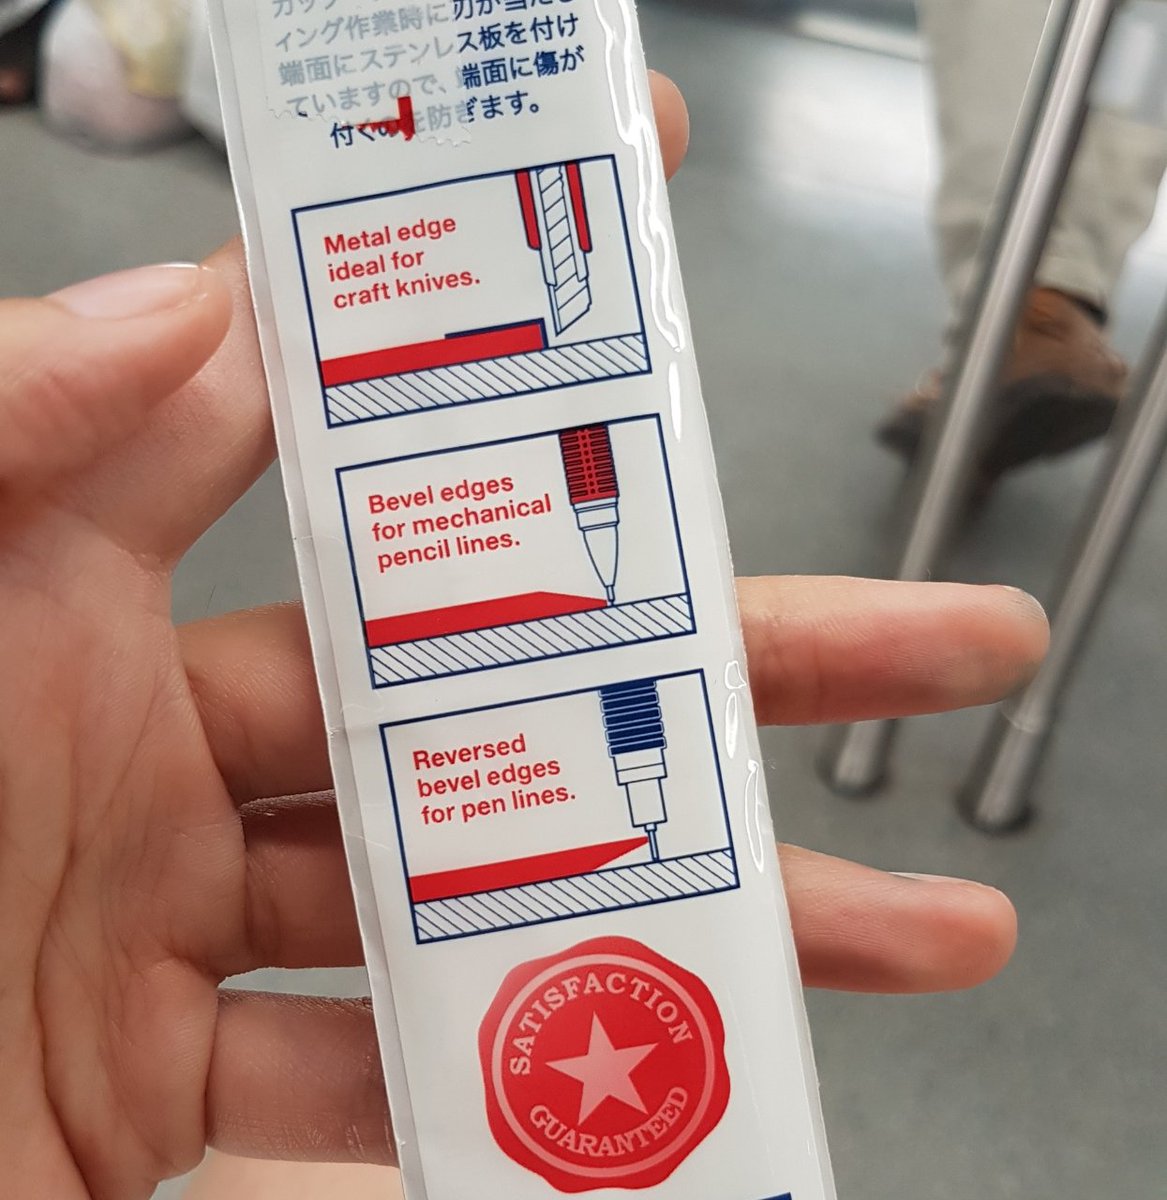 ィング作業時に刃が当たる
端面にステンレス板を付け
ていますので、端面に傷が
付くのを防ぎます。
Metal edge
ideal for
craft knives.
Bevel edges
for mechanical
pencil lines.
Reversed
bevel edges
for pen lines.
SATISFACTION
GUARANTEED